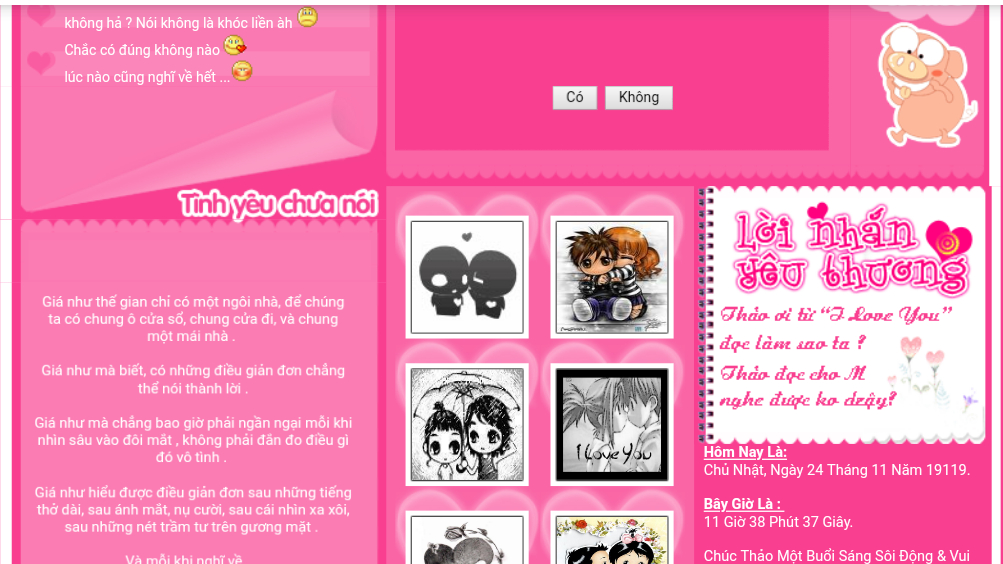 không hả ? Nói không là khóc liền àh
Chắc có đúng không nào
lúc nào cũng nghĩ về hết ...
Có
Không
Tình yêu chưa nói
Giá như thế gian chỉ có một ngôi nhà, để chúng
ta có chung ô cửa sổ, chung cửa đi, và chung
một mái nhà .
Giá như mà biết, có những điều giản đơn chẳng
thể nói thành lời .
Giá như mà chẳng bao giờ phải ngần ngại mỗi khi
nhìn sâu vào đôi mắt , không phải đắn đo điều gì
đó vô tình .
Giá như hiểu được điều giản đơn sau những tiếng
thở dài, sau ánh mắt, nụ cười, sau cái nhìn xa xôi,
sau những nét trầm tư trên gương mặt .
Và mỗi khi nghĩ về
I Love You
lời nhắn
yêu thương
Thảo ơi từ “I Love You”
đọc làm sao ta ?
Thảo đọc cho M
nghe được ko dzậy?
Hôm Nay Là:
Chủ Nhật, Ngày 24 Tháng 11 Năm 19119.
Bây Giờ Là :
11 Giờ 38 Phút 37 Giây.
Chúc Thảo Một Buổi Sáng Sôi Động & Vui